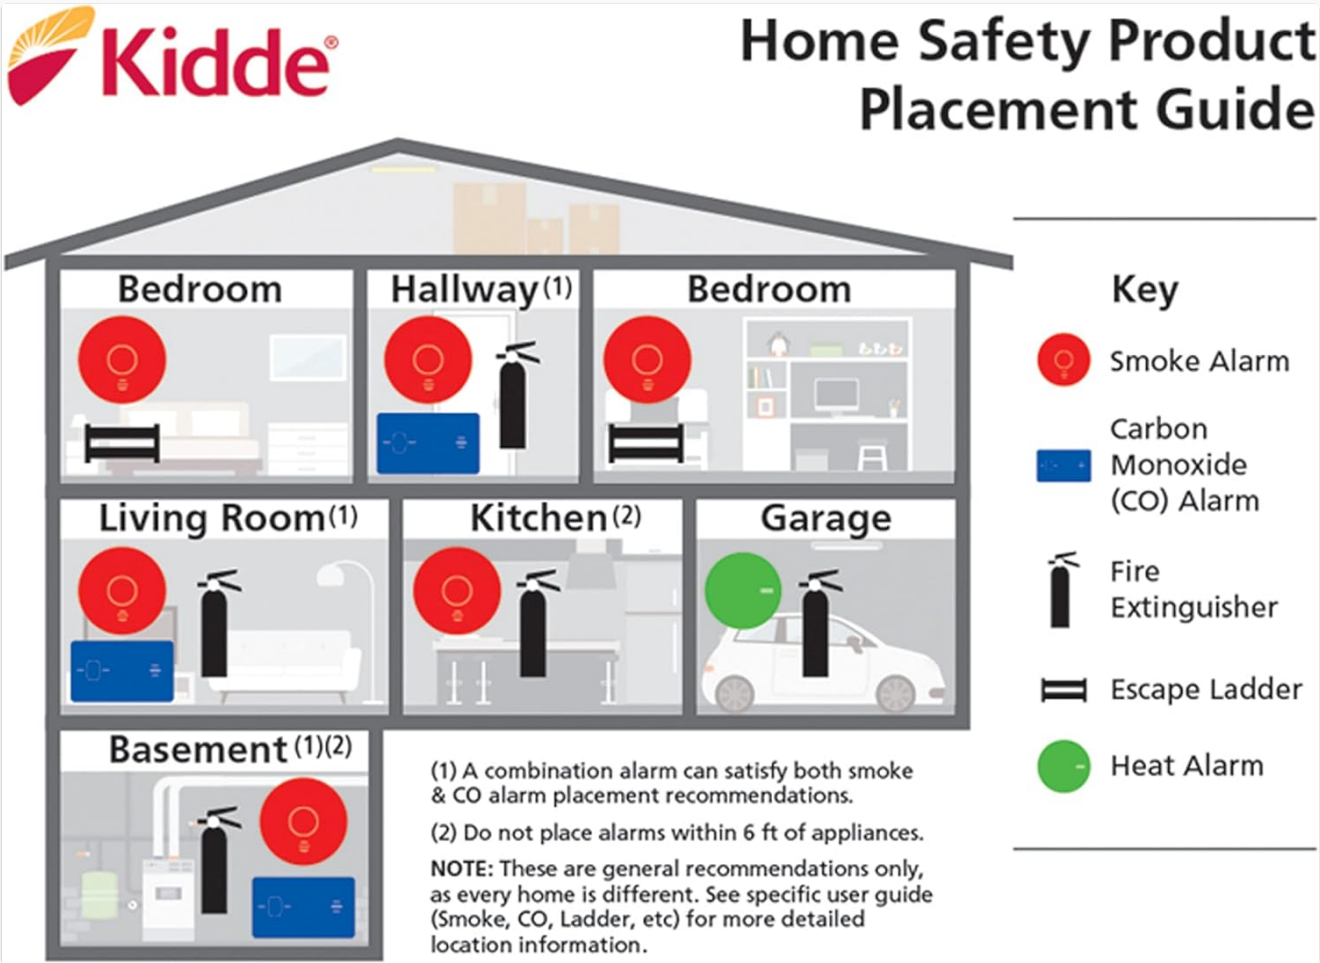 Kidde®
Home Safety Product
Placement Guide
Bedroom
Hallway(1)
Bedroom
Living Room(1)
Kitchen(2)
Garage
Basement(1)(2)
Key
Smoke Alarm
Carbon
Monoxide
(CO) Alarm
Fire
Extinguisher
Escape Ladder
Heat Alarm
(1) A combination alarm can satisfy both smoke
& CO alarm placement recommendations.
(2) Do not place alarms within 6 ft of appliances.
NOTE: These are general recommendations only,
as every home is different. See specific user guide
(Smoke, CO, Ladder, etc) for more detailed
location information.